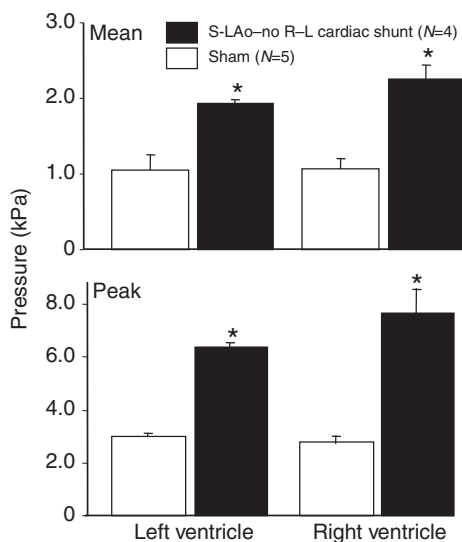 Mean
S-LAo–no R–L cardiac shunt (N=4)
Sham (N=5)
3.0
2.0
1.0
0
* *
Pressure (kPa)
Peak
8.0
6.0
4.0
2.0
0
* *
Left ventricle Right ventricle